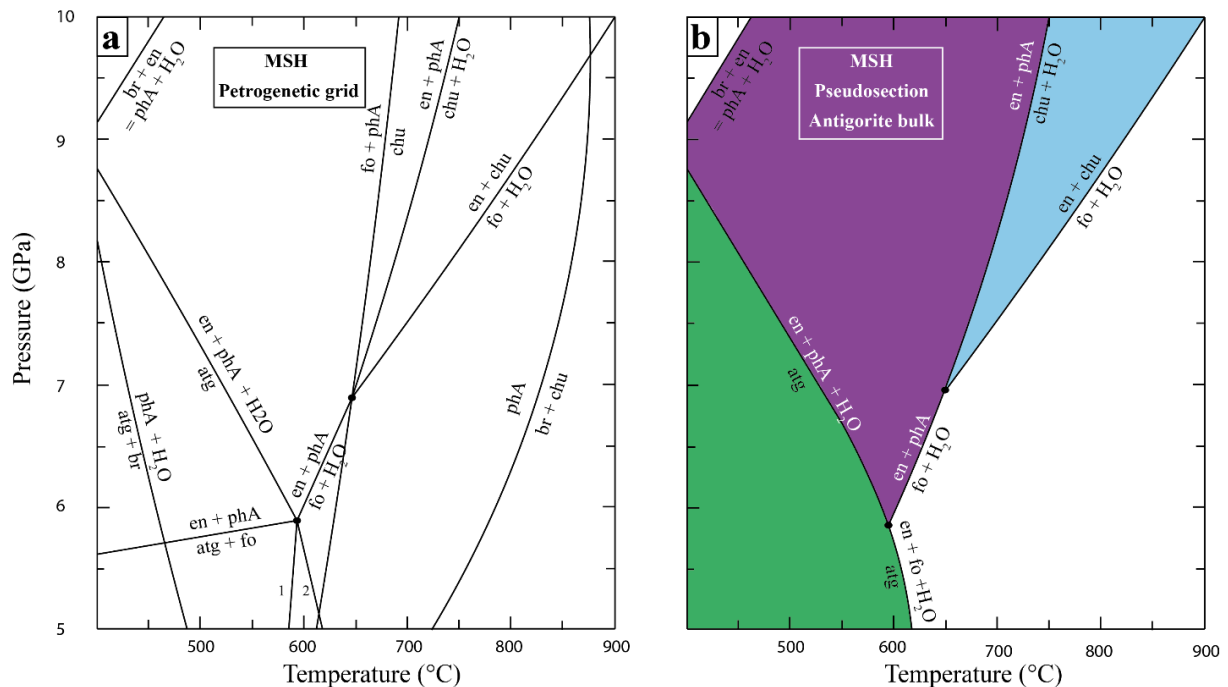 a
MSH
Petrogenetic grid
br + en
= phA + H₂O
fo + phA
chu
en + phA
chu + H₂O
en + chu
fo + H₂O
en + phA + H2O
atg
phA + H₂O
atg + br
en + phA
fo + H₂O
phA
br + chu
en + phA
atg + fo
1
2
10
9
8
7
6
5
Pressure (GPa)
500
600
700
800
900
Temperature (°C)
b
MSH
Pseudosection
Antigorite bulk
br + en
= phA + H₂O
en + phA
chu + H₂O
en + chu
fo + H₂O
en + phA + H₂O
atg
en + phA
fo + H₂O
en + fo +H₂O
atg
500
600
700
800
900
Temperature (°C)